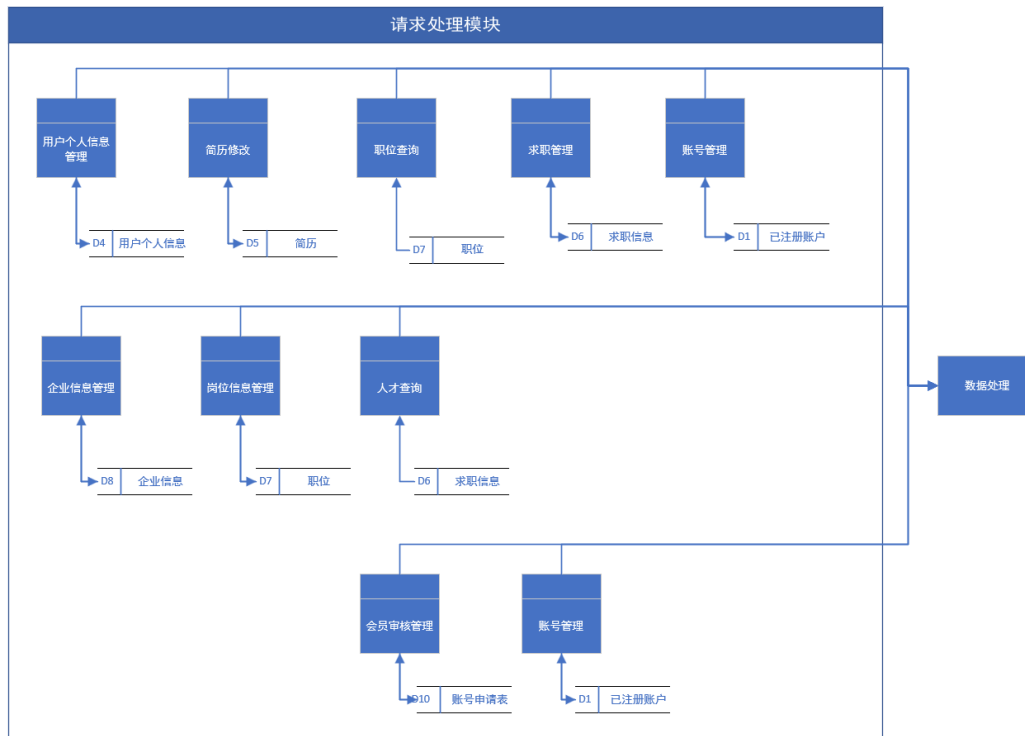 请求处理模块
用户个人信息
管理
简历修改
职位查询
求职管理
账号管理
D4 用户个人信息
D5 简历
D7 职位
D6 求职信息
D1 已注册账户
企业信息管理
岗位信息管理
人才查询
数据处理
D8 企业信息
D7 职位
D6 求职信息
会员审核管理
账号管理
D10 账号申请表
D1 已注册账户